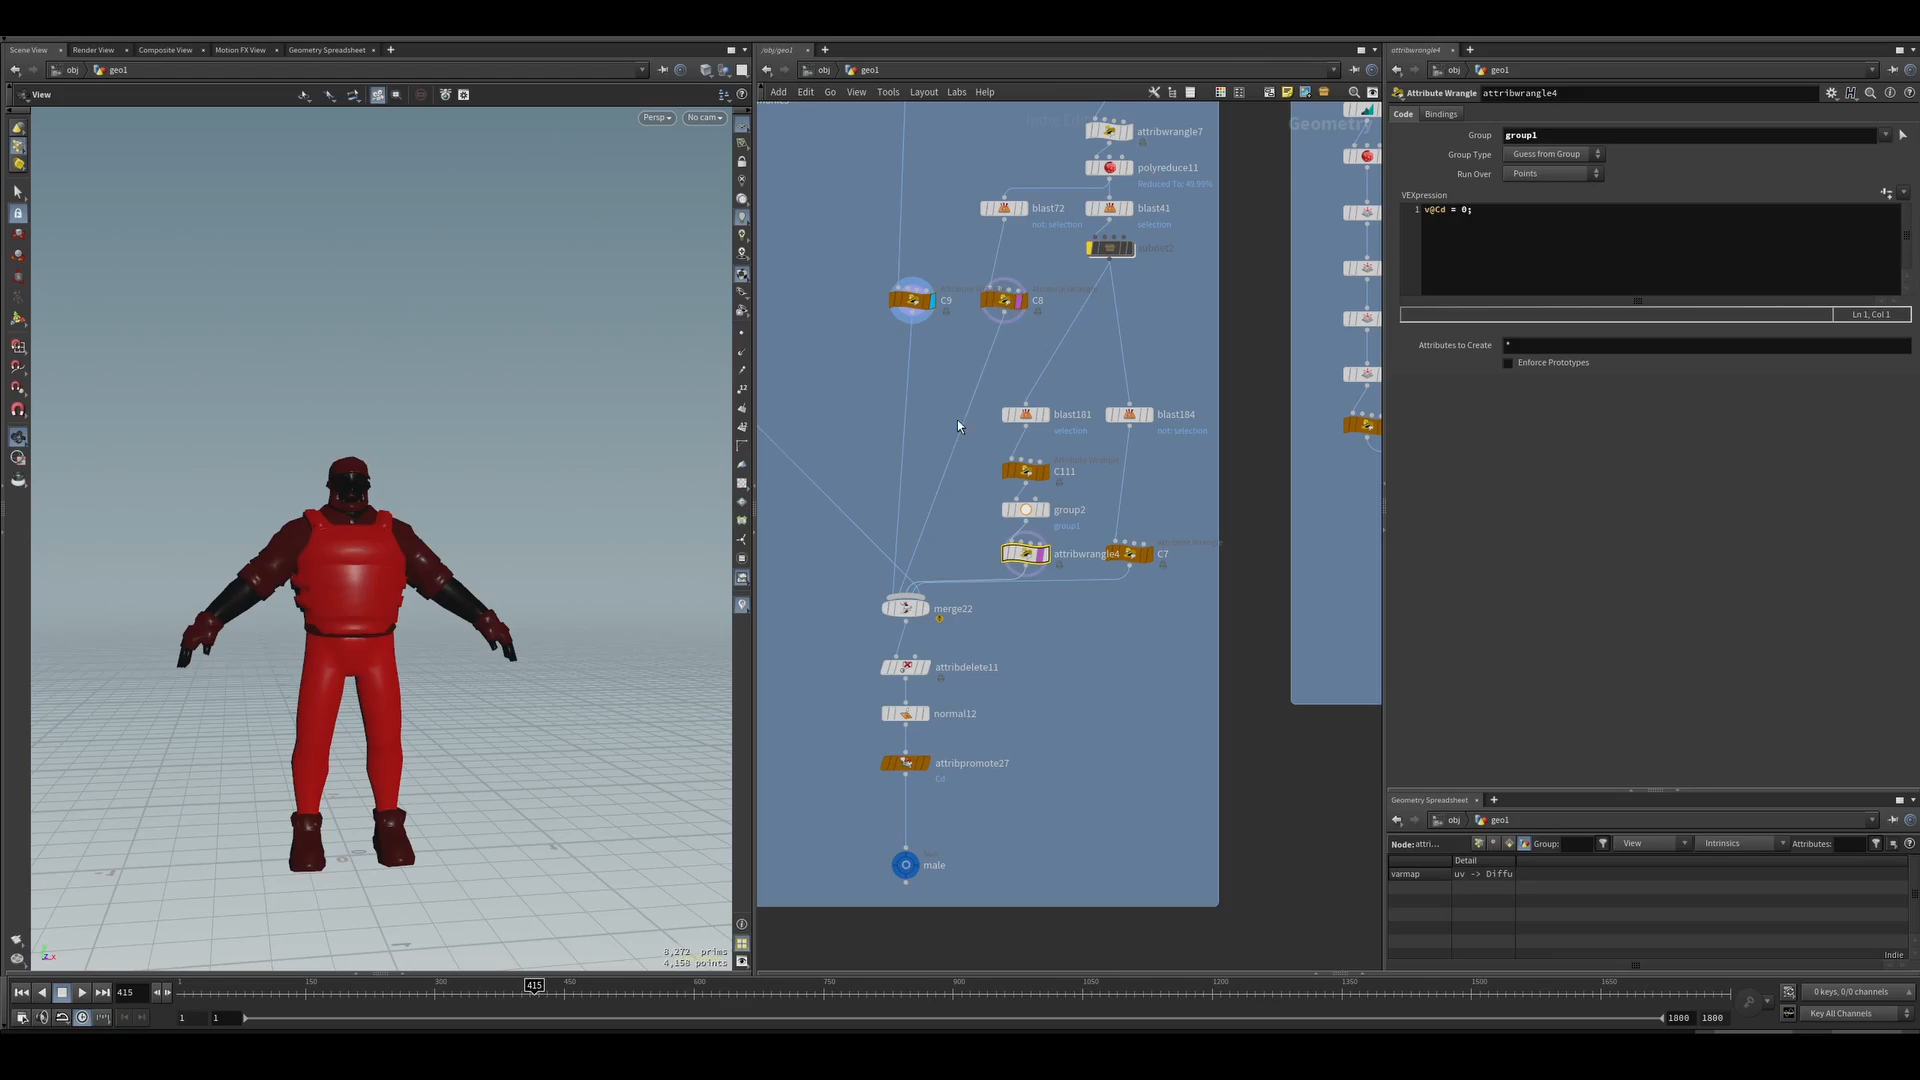 Scene View
Render View
Composite View
Motion FX View
Geometry Spreadsheet
/obj/geo1
attribwrangle4
obj
geo1
obj
geo1
obj
geo1
View
Add
Edit
Go
View
Tools
Layout
Labs
Help
Attribute Wrangle
attribwrangle4
Persp
No cam
Code
Bindings
Group
group1
Group Type
Guess from Group
Run Over
Points
VEXpression
1
v@Cd = 0;
Ln 1, Col 1
Attributes to Create
*
Enforce Prototypes
Geometry
attribwrangle7
polyreduce11
Reduced To: 49.99%
blast72
not: selection
blast41
selection
subnet2
Attribute Wrangle
C9
Attribute Wrangle
C8
blast181
selection
blast184
not: selection
Attribute Wrangle
C111
group2
group1
attribwrangle4
Attribute Wrangle
C7
merge22
attribdelete11
normal12
attribpromote27
Cd
Null
male
8,272 prims
4,158 points
Geometry Spreadsheet
obj
geo1
Node: attri...
Group:
View
Intrinsics
Attributes:
Detail
varmap
uv -> Diffu
Indie
415
1
150
300
415
450
600
750
900
1050
1200
1350
1500
1650
0 keys, 0/0 channels
1
1
1800
1800
Key All Channels